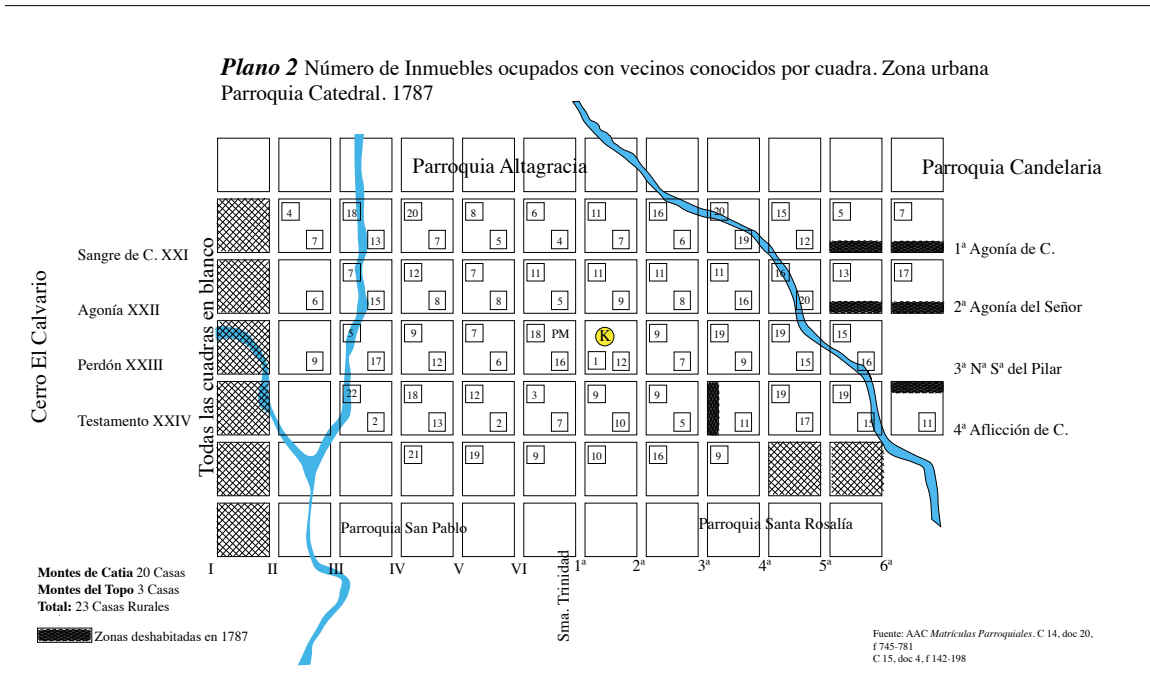 Plano 2 Número de Inmuebles ocupados con vecinos conocidos por cuadra. Zona urbana
Parroquia Catedral. 1787
Parroquia Altagracia
Parroquia Candelaria
4 18 20 8 6 11 16 20 15 5 7
7 13 7 5 4 7 6 19 12
Sangre de C. XXI
1ª Agonía de C.
7 12 7 11 11 11 11 16 13 17
6 15 8 8 5 9 8 16 20
Agonía XXII
2ª Agonía del Señor
5 9 7 18 PM K 9 19 19 15
9 17 12 6 16 1 12 7 9 15 16
Perdón XXIII
3ª Nª Sª del Pilar
22 18 12 3 9 9 19 19
2 13 2 7 10 5 11 17 15 11
Testamento XXIV
4ª Aflicción de C.
21 19 9 10 16 9
Cerro El Calvario
Todas las cuadras en blanco
Parroquia San Pablo
Parroquia Santa Rosalía
I II III IV V VI 1ª 2ª 3ª 4ª 5ª 6ª
Sma. Trinidad
Montes de Catia 20 Casas
Montes del Topo 3 Casas
Total: 23 Casas Rurales
Zonas deshabitadas en 1787
Fuente: AAC Matrículas Parroquiales. C 14, doc 20,
f 745-781
C 15, doc 4, f 142-198